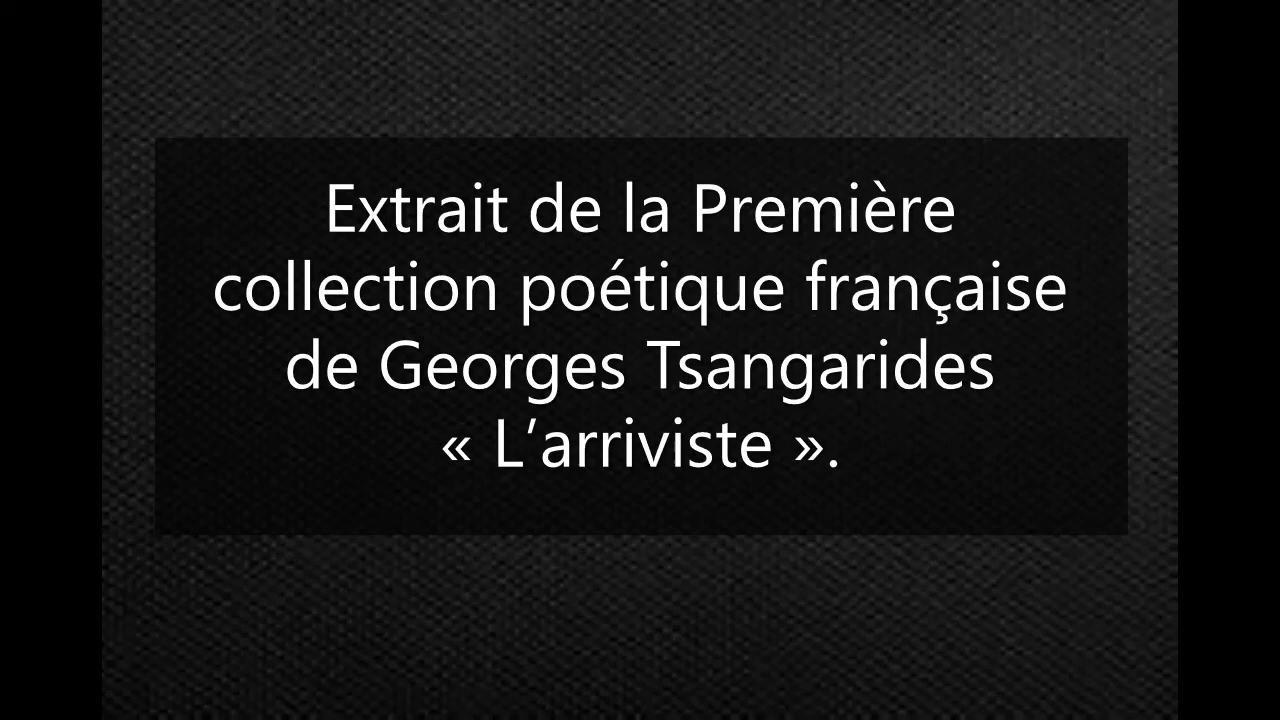 Extrait de la Première
collection poétique française
de Georges Tsangarides
« L’arriviste ».